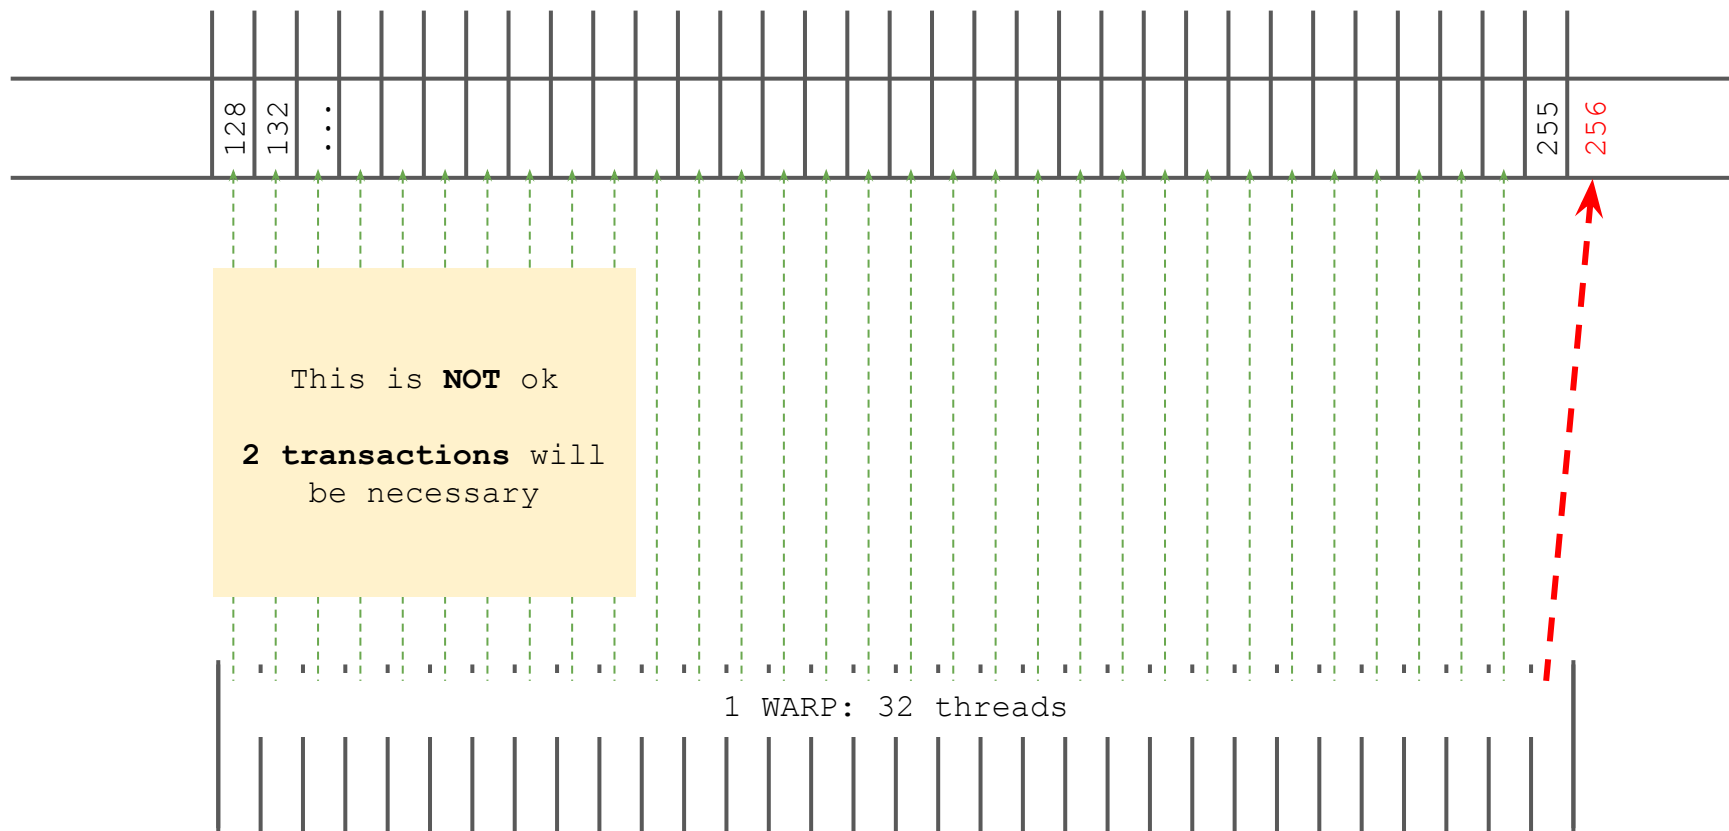 128
132
...
255
256
This is NOT ok
2 transactions will
be necessary
1 WARP: 32 threads